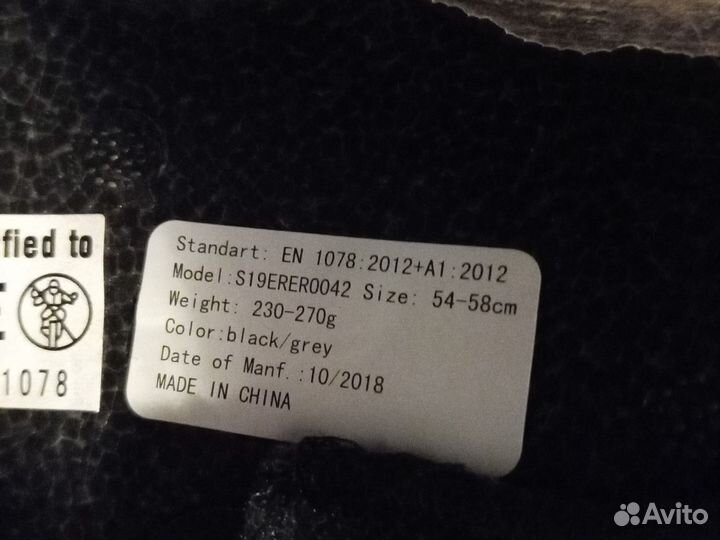 fied to
E
1078
Standart: EN 1078:2012+A1:2012
Model:S19ERER0042 Size: 54-58cm
Weight: 230-270g
Color:black/grey
Date of Manf.:10/2018
MADE IN CHINA
Avito